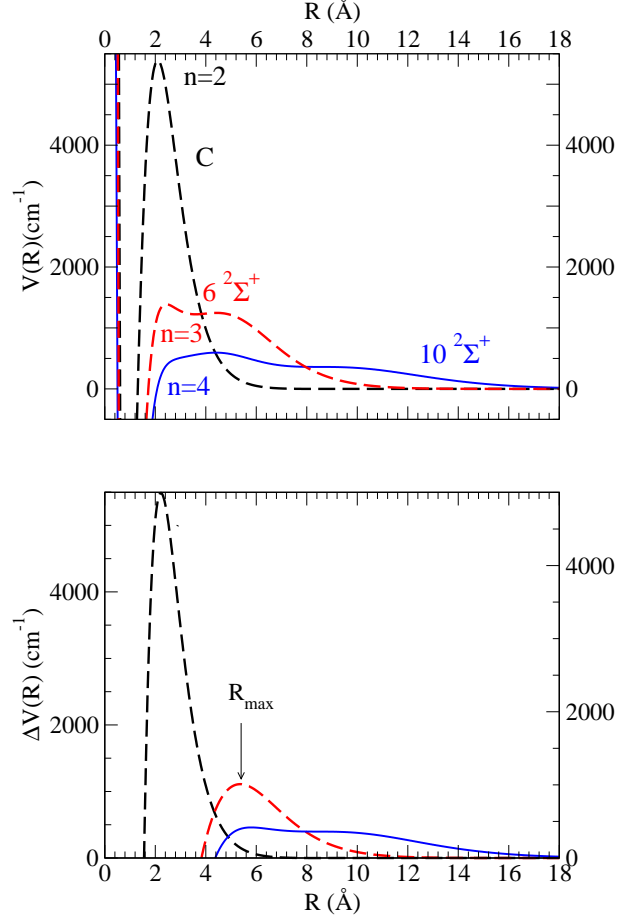 R (Å)
0 2 4 6 8 10 12 14 16 18
n=2
4000 4000
C
V(R)(cm⁻¹)
2000 2000
6 ²Σ⁺
n=3
10 ²Σ⁺
n=4
0 0
4000 4000
ΔV(R) (cm⁻¹)
R_max
2000 2000
0 0
0 2 4 6 8 10 12 14 16 18
R (Å)